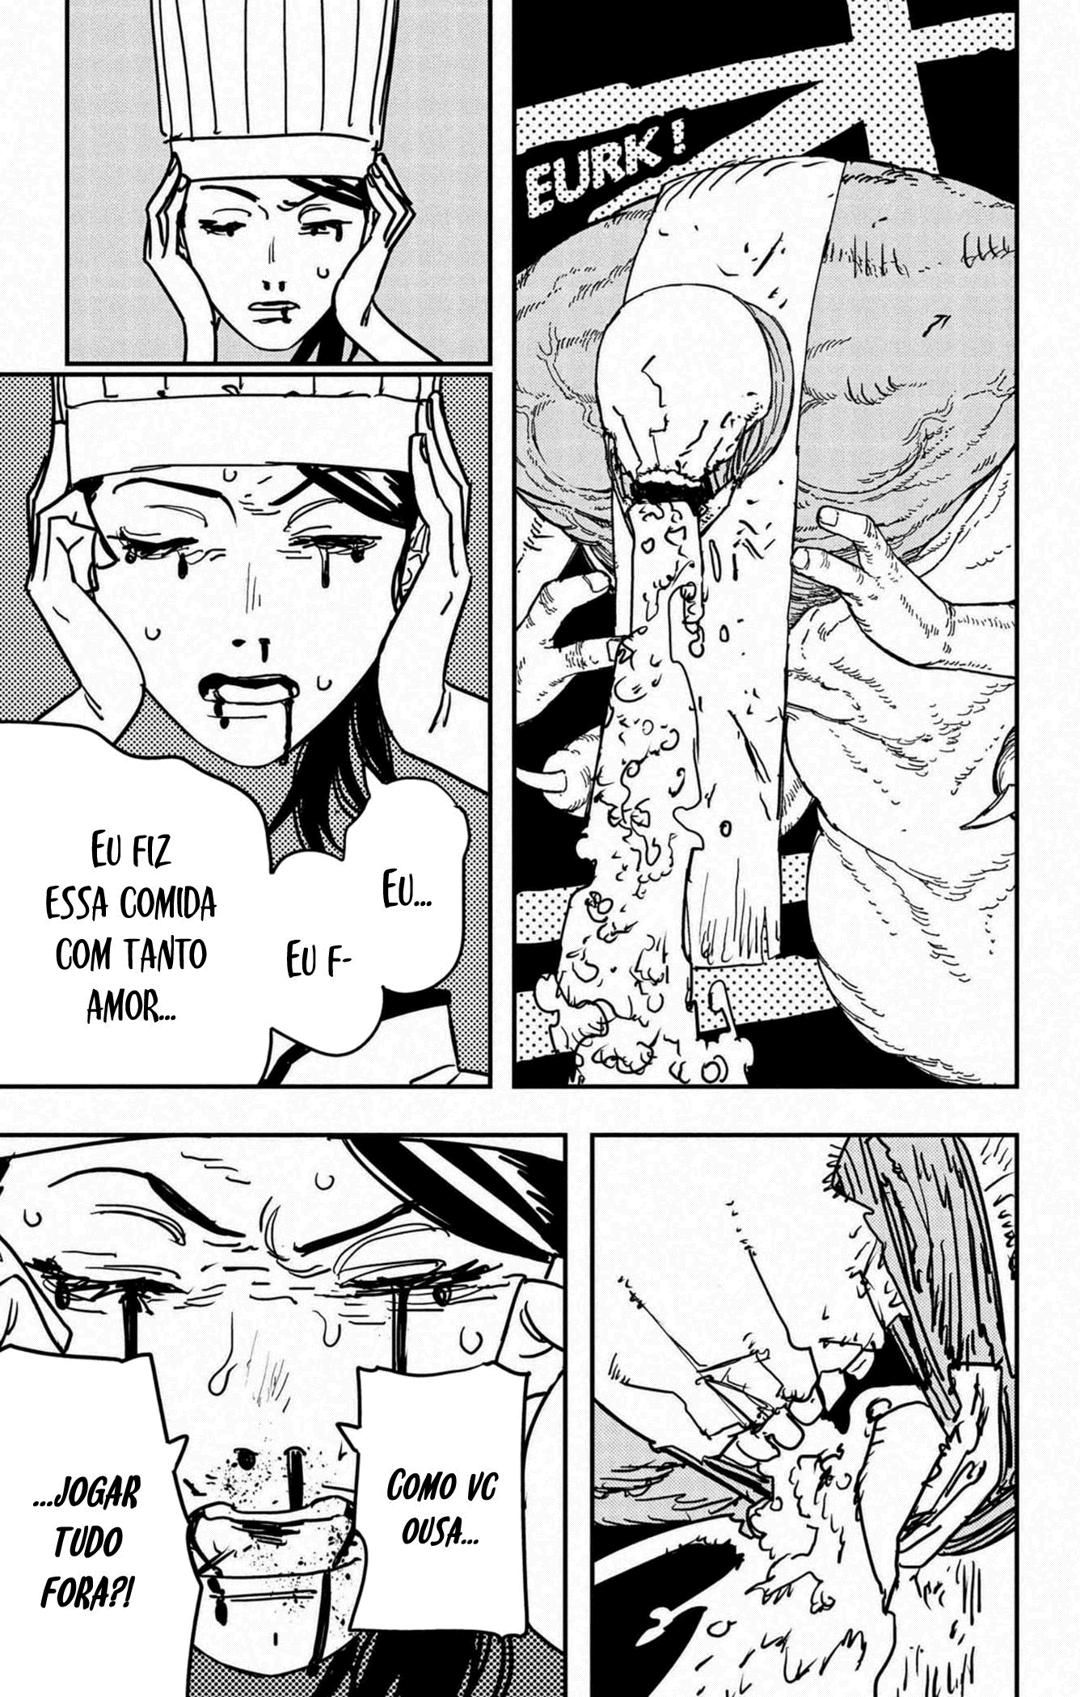 EURK!
EU...
EU F-
EU FIZ
ESSA COMIDA
COM TANTO
AMOR...
COMO VC
OUSA...
...JOGAR
TUDO
FORA?!